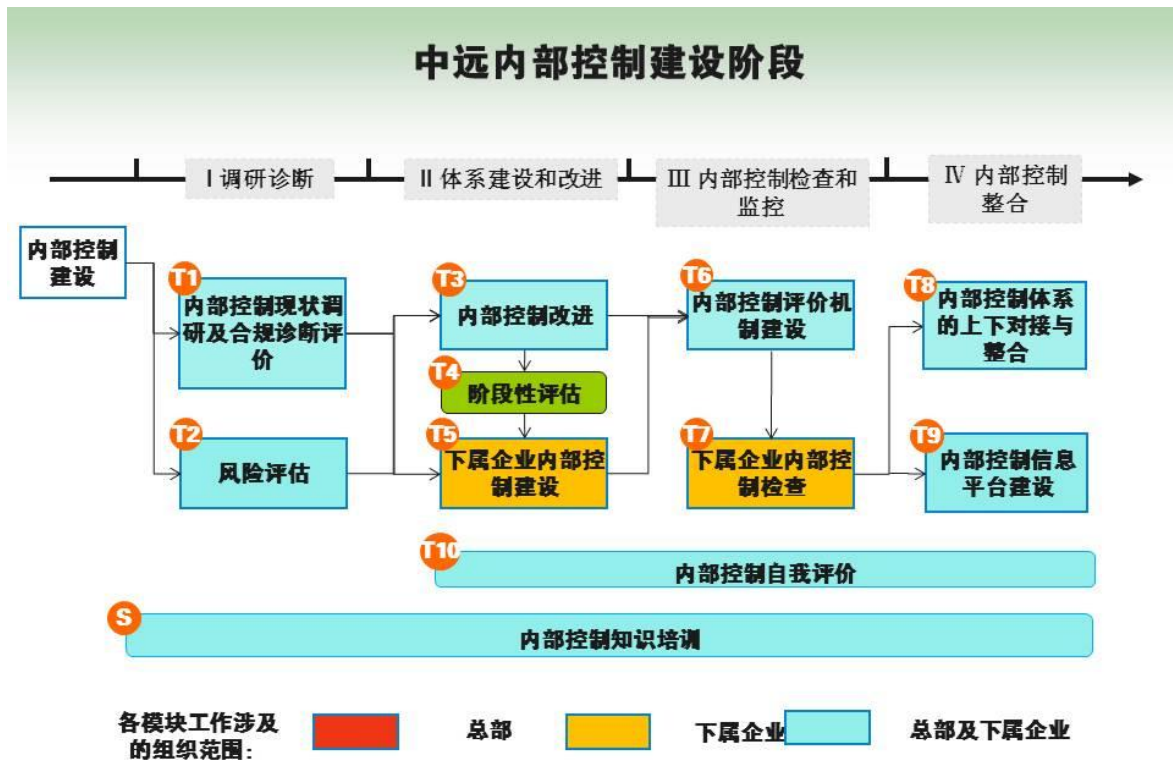 中远内部控制建设阶段
I 调研诊断
II 体系建设和改进
III 内部控制检查和
监控
IV 内部控制
整合
内部控制
建设
T1
内部控制现状调
研及合规诊断评
价
T2
风险评估
T3
内部控制改进
T4
阶段性评估
T5
下属企业内部控
制建设
T6
内部控制评价机
制建设
T7
下属企业内部控
制检查
T8
内部控制体系
的上下对接与
整合
T9
内部控制信息
平台建设
T10
内部控制自我评价
S
内部控制知识培训
各模块工作涉及
的组织范围：
总部
下属企业
总部及下属企业